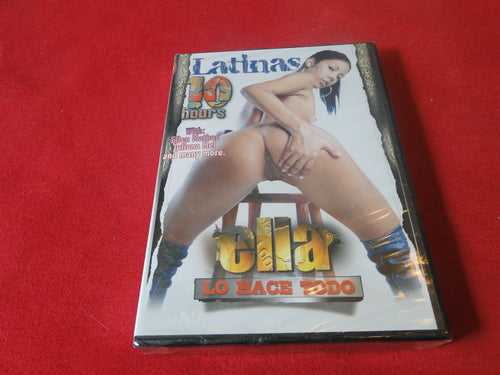 Latinas
10
hours
With:
and many more.
ella
LO HACE TODO